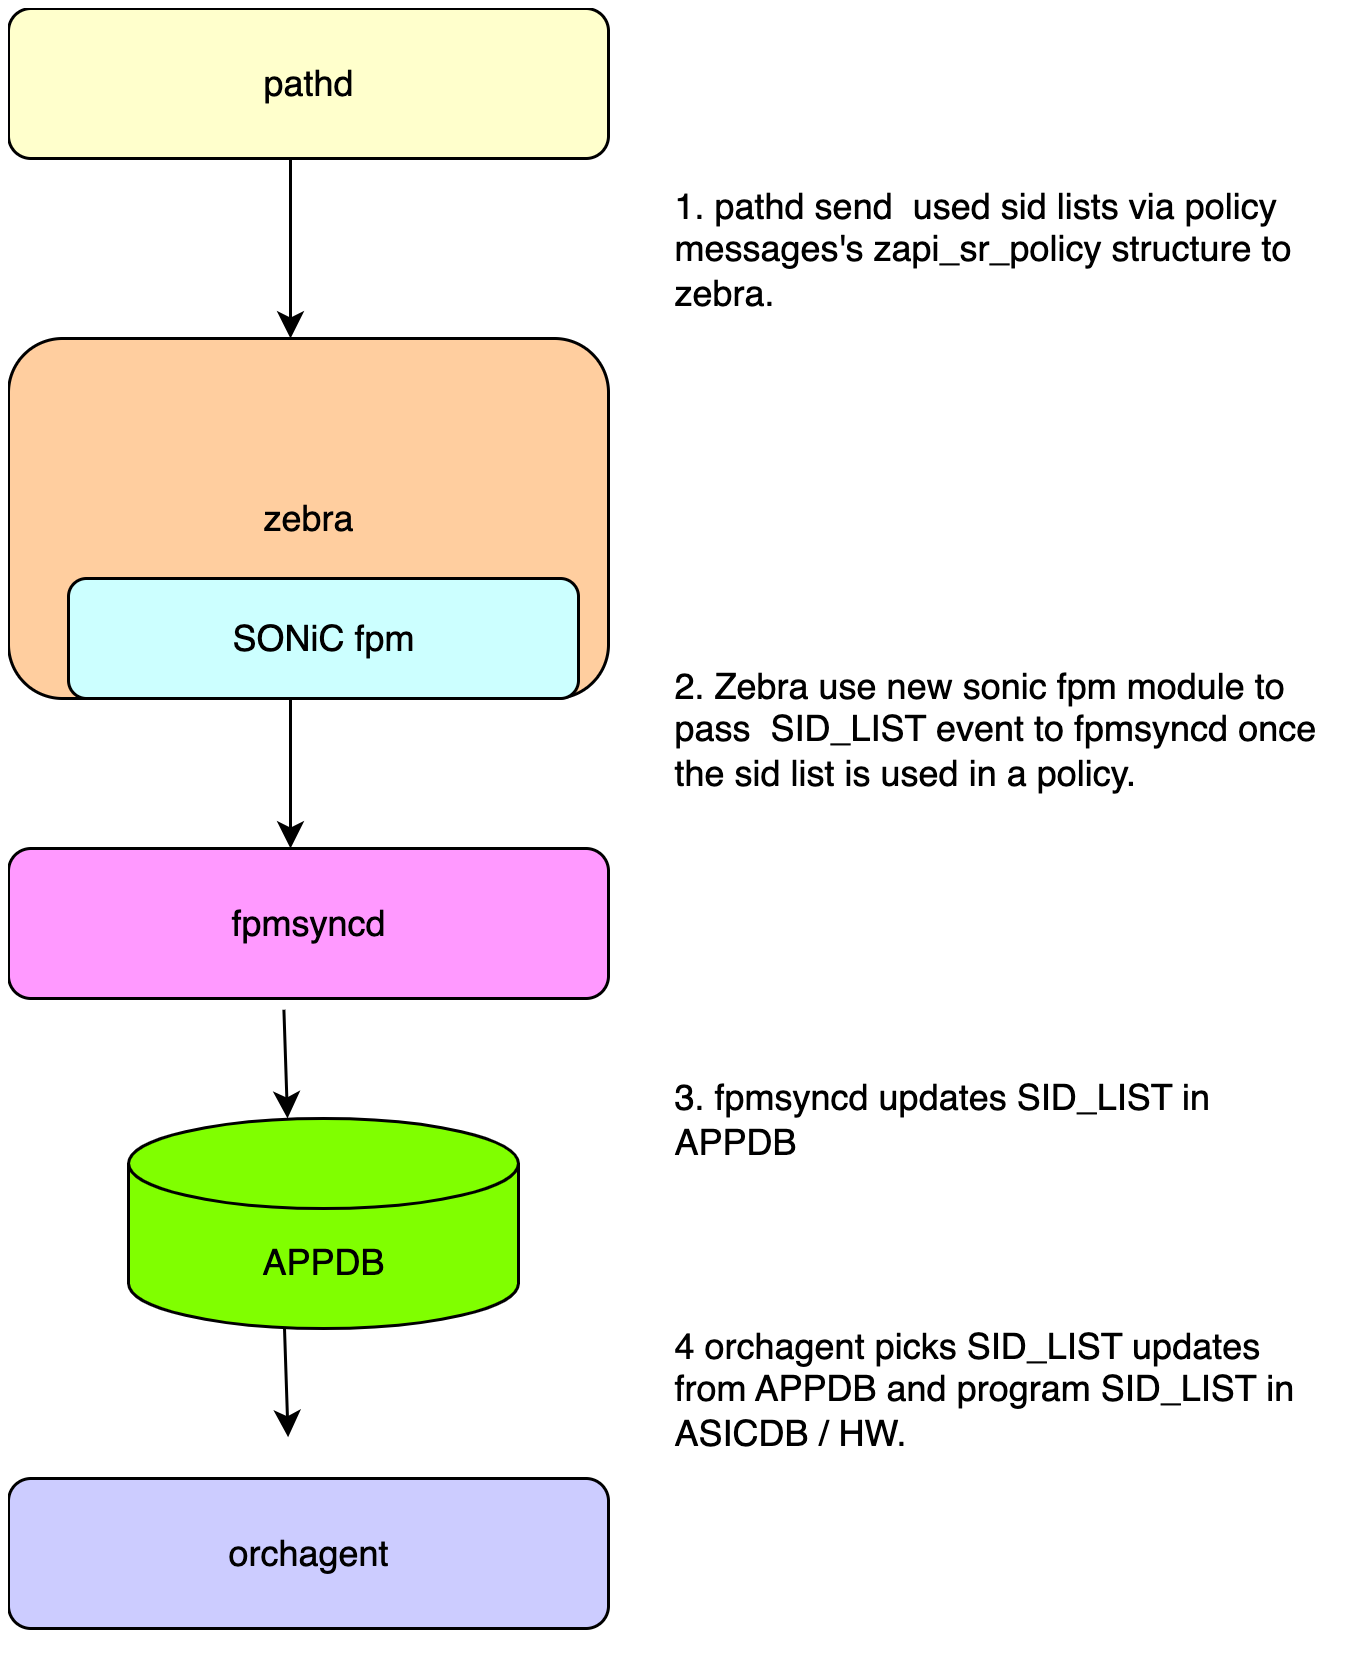 pathd
1. pathd send  used sid lists via policy
messages's zapi_sr_policy structure to
zebra.
zebra
SONiC fpm
2. Zebra use new sonic fpm module to
pass  SID_LIST event to fpmsyncd once
the sid list is used in a policy.
fpmsyncd
3. fpmsyncd updates SID_LIST in
APPDB
APPDB
4 orchagent picks SID_LIST updates
from APPDB and program SID_LIST in
ASICDB / HW.
orchagent